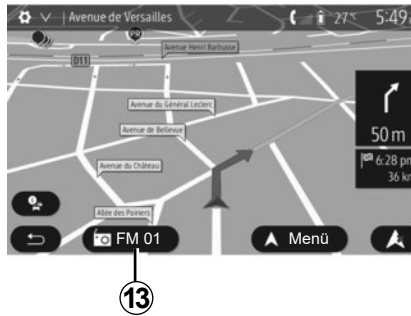 Avenue de Versailles
27°
5:49
Avenue Henri Barbusse
D11
Avenue du Général Leclerc
Avenue de Bellevue
50 m
Avenue du Château
6:28 pm
36 km
Allée des Poiriers
FM 01
Menü
13